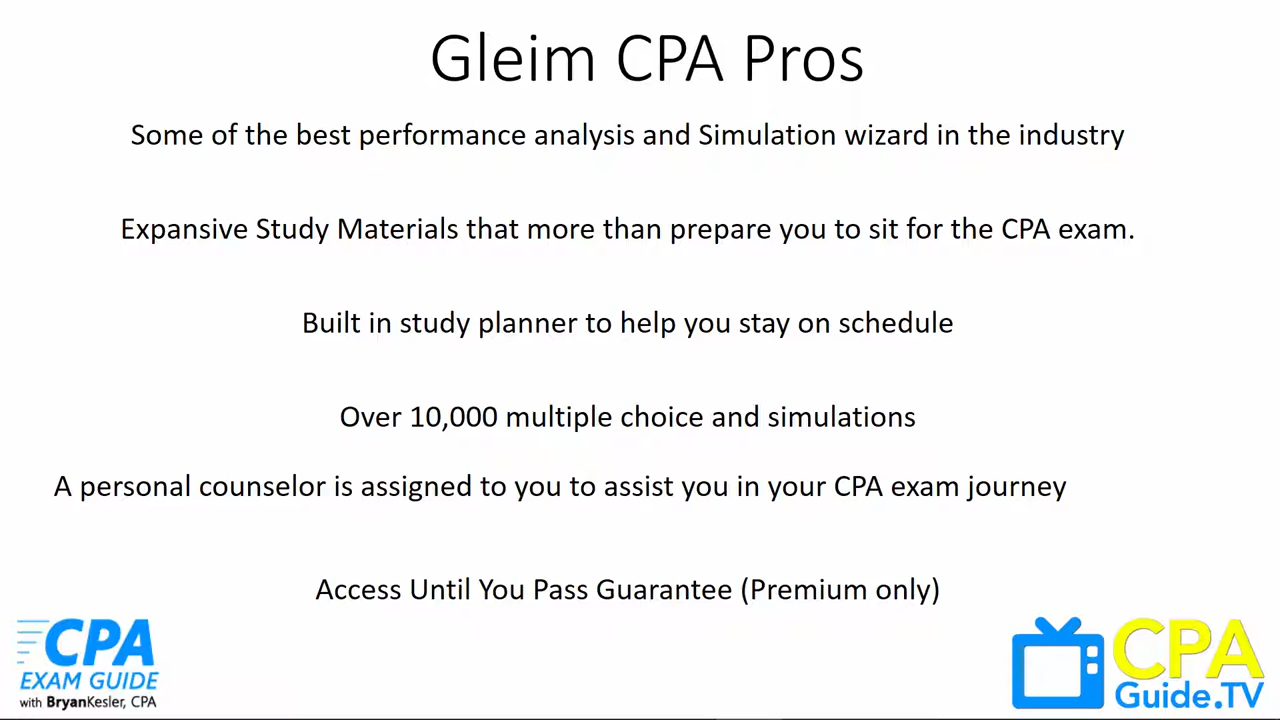 Gleim CPA Pros
Some of the best performance analysis and Simulation wizard in the industry
Expansive Study Materials that more than prepare you to sit for the CPA exam.
Built in study planner to help you stay on schedule
Over 10,000 multiple choice and simulations
A personal counselor is assigned to you to assist you in your CPA exam journey
Access Until You Pass Guarantee (Premium only)
CPA
EXAM GUIDE
with BryanKesler, CPA
CPA
Guide.TV